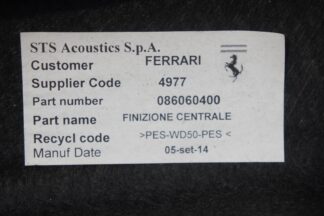 STS Acoustics S.p.A.
Customer FERRARI
Supplier Code 4977
Part number 086060400
Part name FINIZIONE CENTRALE
Recycl code >PES-WD50-PES <
Manuf Date 05-set-14